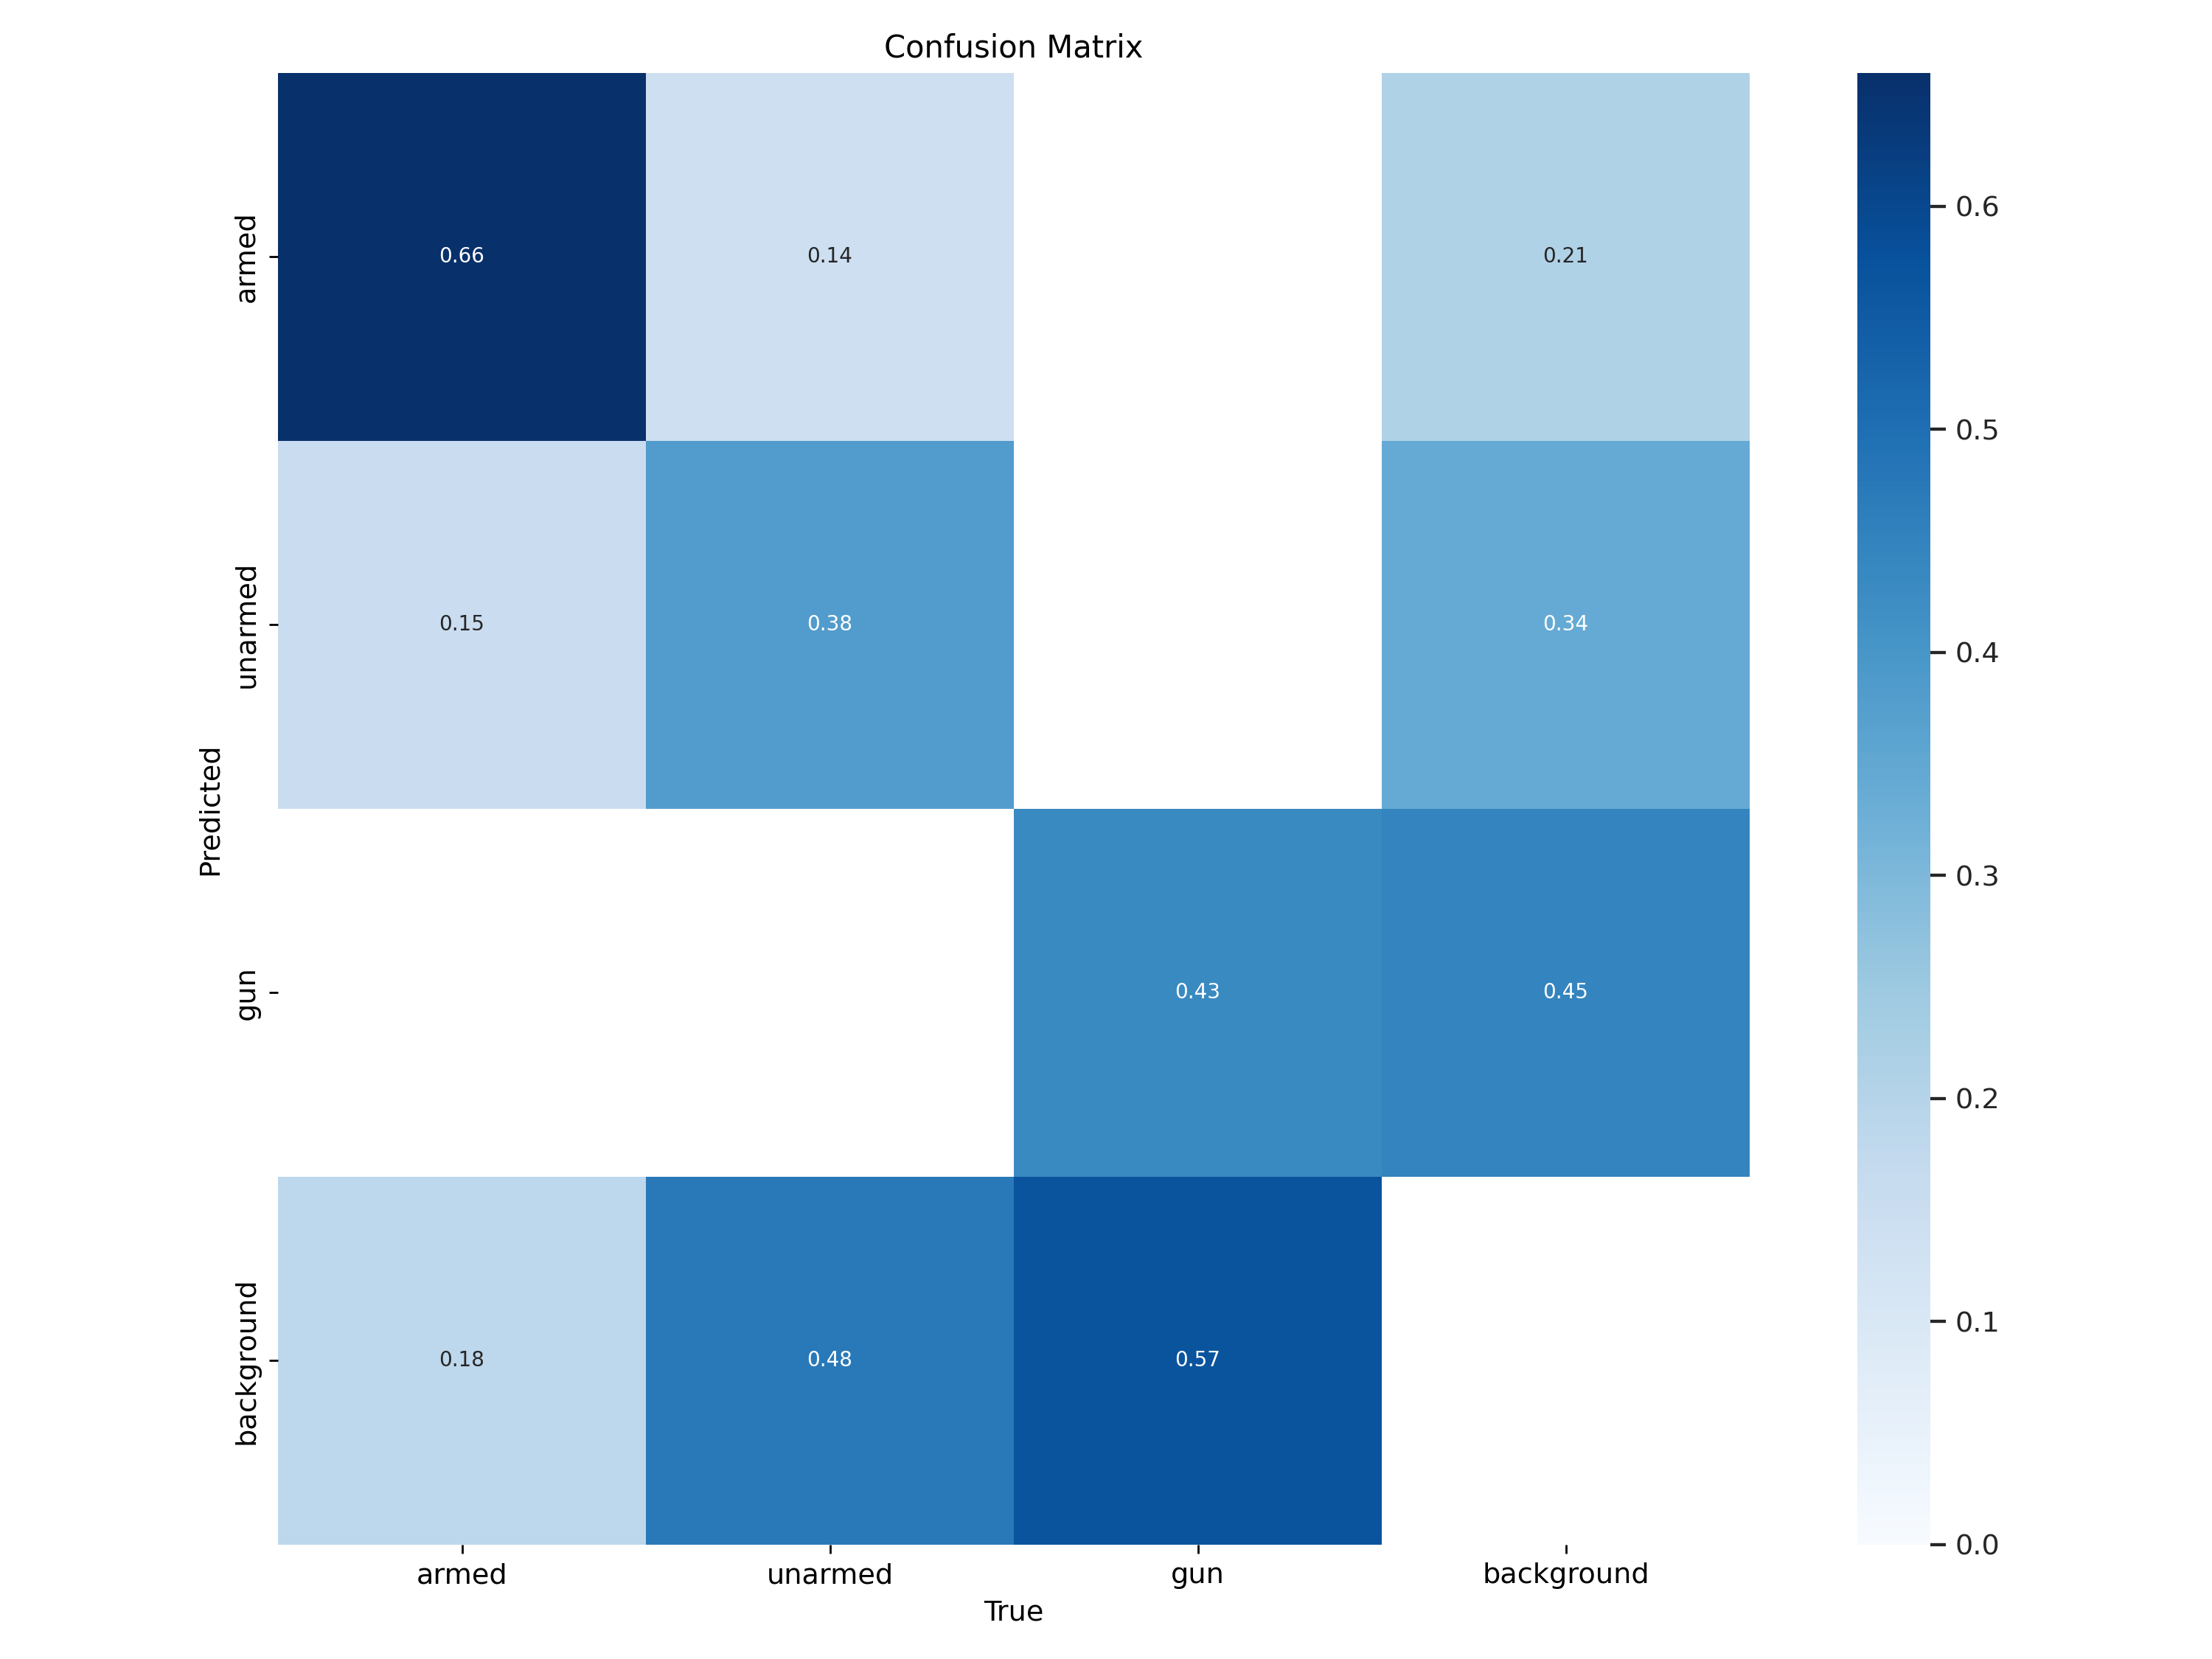 Confusion Matrix
armed
0.66
0.14
0.21
0.6
0.5
unarmed
0.15
0.38
0.34
0.4
Predicted
0.3
gun
0.43
0.45
0.2
background
0.18
0.48
0.57
0.1
0.0
armed unarmed gun background
True